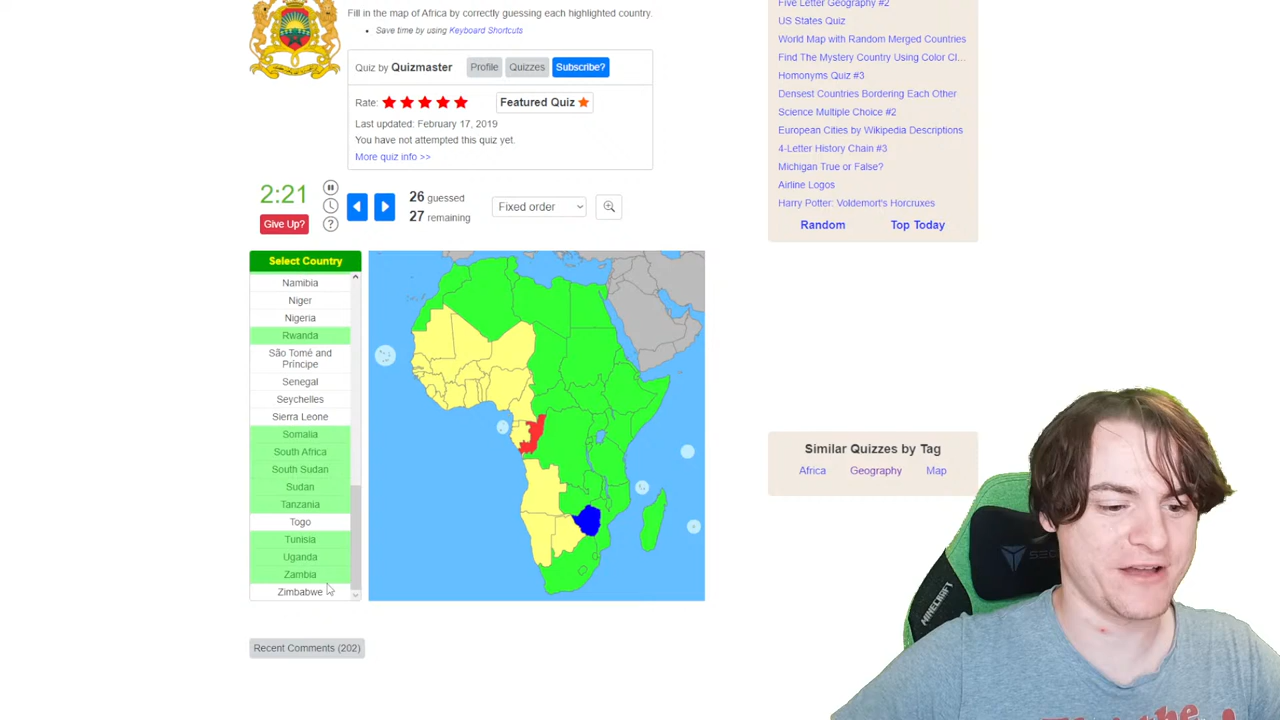 Fill in the map of Africa by correctly guessing each highlighted country.
Save time by using Keyboard Shortcuts
Quiz by Quizmaster
Profile
Quizzes
Subscribe?
Rate:
Featured Quiz
Last updated: February 17, 2019
You have not attempted this quiz yet.
More quiz info >>
2:21
Give Up?
?
26 guessed
27 remaining
Fixed order
Select Country
Namibia
Niger
Nigeria
Rwanda
São Tomé and
Príncipe
Senegal
Seychelles
Sierra Leone
Somalia
South Africa
South Sudan
Sudan
Tanzania
Togo
Tunisia
Uganda
Zambia
Zimbabwe
Recent Comments (202)
Five Letter Geography #2
US States Quiz
World Map with Random Merged Countries
Find The Mystery Country Using Color Cl...
Homonyms Quiz #3
Densest Countries Bordering Each Other
Science Multiple Choice #2
European Cities by Wikipedia Descriptions
4-Letter History Chain #3
Michigan True or False?
Airline Logos
Harry Potter: Voldemort's Horcruxes
Random
Top Today
Similar Quizzes by Tag
Africa
Geography
Map
MINECRAFT